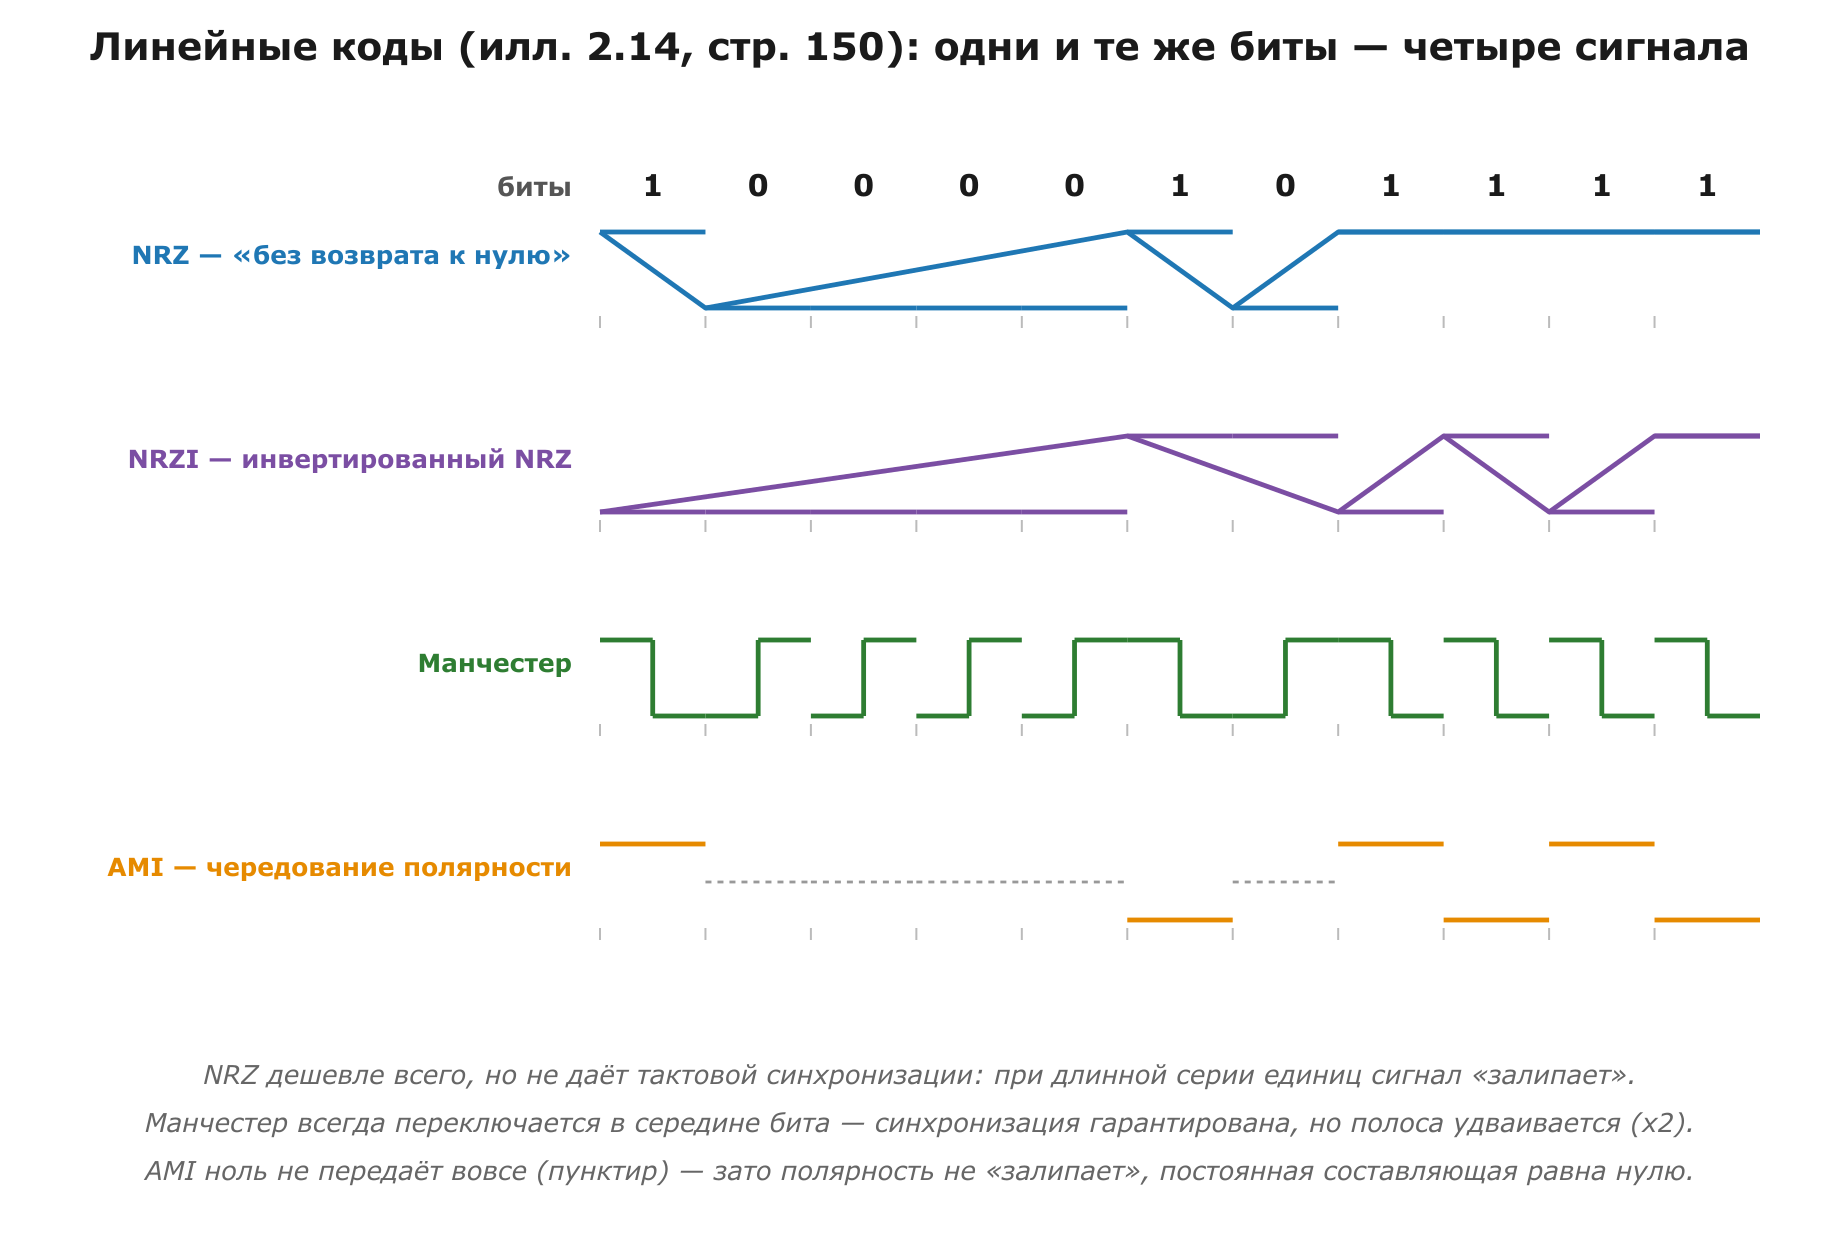 Линейные коды (илл. 2.14, стр. 150): одни и те же биты — четыре сигнала
биты 1 0 0 0 0 1 0 1 1 1 1
NRZ — «без возврата к нулю»
NRZI — инвертированный NRZ
Манчестер
AMI — чередование полярности
NRZ дешевле всего, но не даёт тактовой синхронизации: при длинной серии единиц сигнал «залипает».
Манчестер всегда переключается в середине бита — синхронизация гарантирована, но полоса удваивается (x2).
AMI ноль не передаёт вовсе (пунктир) — зато полярность не «залипает», постоянная составляющая равна нулю.